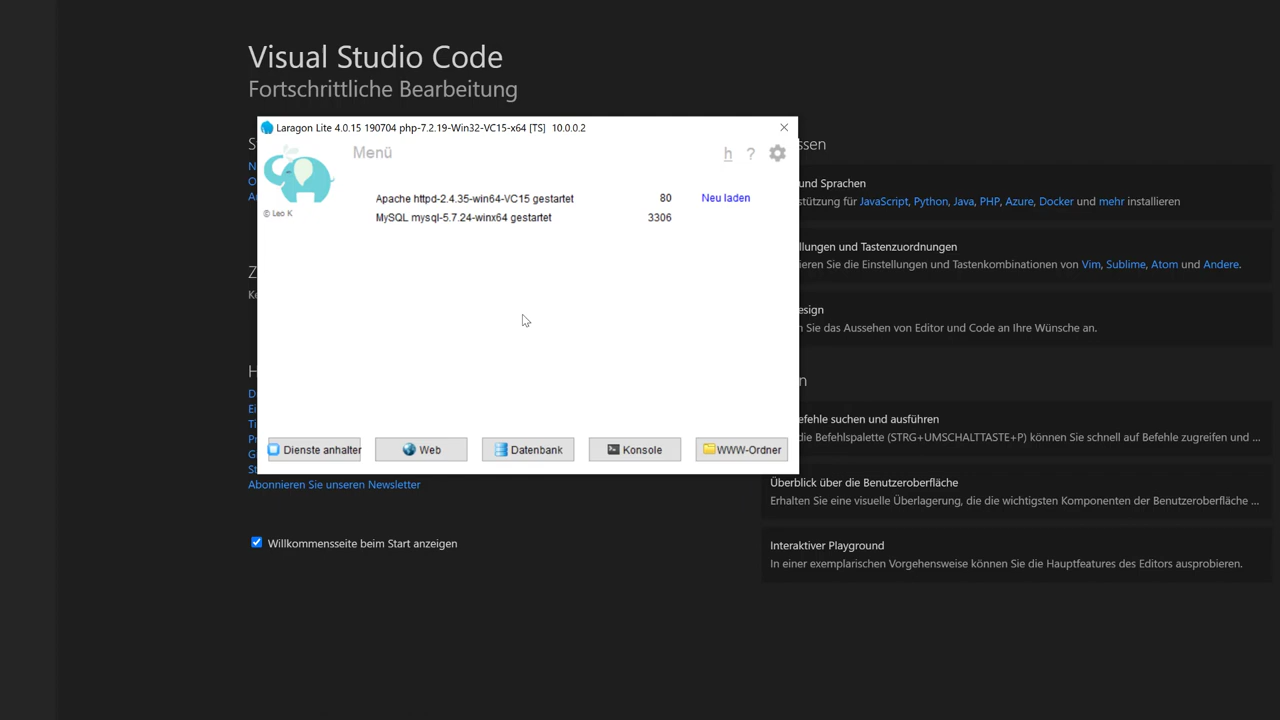 Visual Studio Code
Fortschrittliche Bearbeitung
Laragon Lite 4.0.15 190704 php-7.2.19-Win32-VC15-x64 [TS] 10.0.0.2
Menü
h ?
© Leo K
Apache httpd-2.4.35-win64-VC15 gestartet 80 Neu laden
MySQL mysql-5.7.24-winx64 gestartet 3306
Dienste anhalten
Web
Datenbank
Konsole
WWW-Ordner
Abonnieren Sie unseren Newsletter
Willkommensseite beim Start anzeigen
ssen
und Sprachen
stützung für JavaScript, Python, Java, PHP, Azure, Docker und mehr installieren
llungen und Tastenzuordnungen
ieren Sie die Einstellungen und Tastenkombinationen von Vim, Sublime, Atom und Andere.
esign
n Sie das Aussehen von Editor und Code an Ihre Wünsche an.
n
efehle suchen und ausführen
die Befehlspalette (STRG+UMSCHALTTASTE+P) können Sie schnell auf Befehle zugreifen und ...
Überblick über die Benutzeroberfläche
Erhalten Sie eine visuelle Überlagerung, die die wichtigsten Komponenten der Benutzeroberfläche ...
Interaktiver Playground
In einer exemplarischen Vorgehensweise können Sie die Hauptfeatures des Editors ausprobieren.